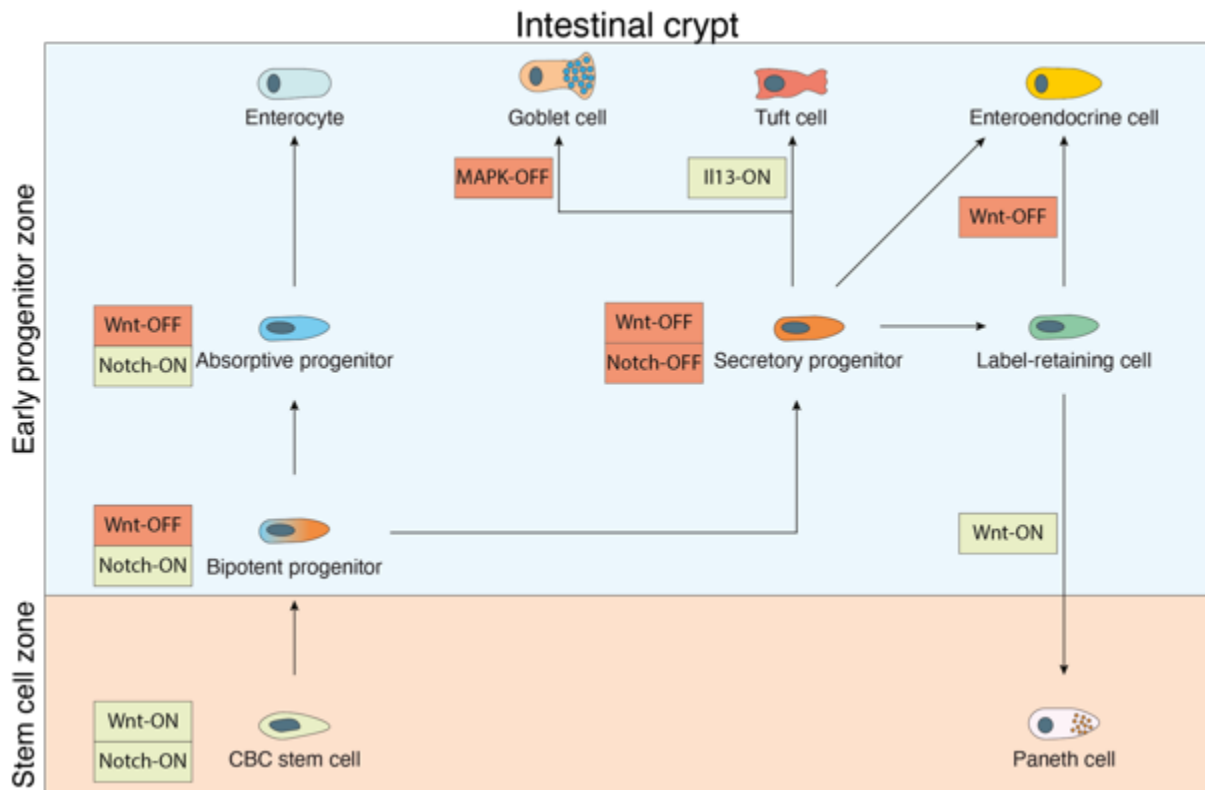 Intestinal crypt
Enterocyte
Goblet cell
Tuft cell
Enteroendocrine cell
MAPK-OFF
Il13-ON
Wnt-OFF
Early progenitor zone
Wnt-OFF
Notch-ON
Absorptive progenitor
Wnt-OFF
Notch-OFF
Secretory progenitor
Label-retaining cell
Wnt-OFF
Notch-ON
Bipotent progenitor
Wnt-ON
Stem cell zone
Wnt-ON
Notch-ON
CBC stem cell
Paneth cell